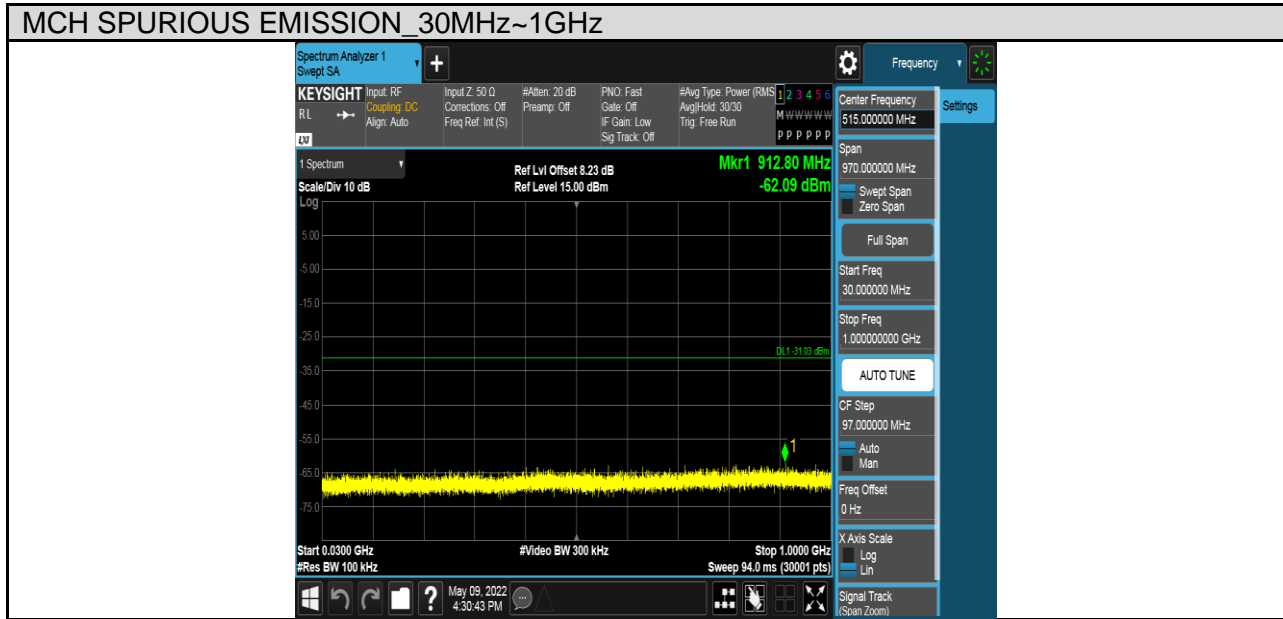 MCH SPURIOUS EMISSION_30MHz~1GHz
Spectrum Analyzer 1
Swept SA
+
Frequency
KEYSIGHT
RL
LXI
Input: RF
Coupling: DC
Align: Auto
Input Z: 50 Ω
Corrections: Off
Freq Ref: Int (S)
#Atten: 20 dB
Preamp: Off
PNO: Fast
Gate: Off
IF Gain: Low
Sig Track: Off
#Avg Type: Power (RMS
Avg|Hold: 30/30
Trig: Free Run
1 2 3 4 5 6
M W W W W W
P P P P P P
1 Spectrum
Scale/Div 10 dB
Log
Ref Lvl Offset 8.23 dB
Ref Level 15.00 dBm
Mkr1 912.80 MHz
-62.09 dBm
5.00
-5.00
-15.0
-25.0
DL1 -31.03 dBm
-35.0
-45.0
-55.0
1
-65.0
-75.0
Start 0.0300 GHz
#Res BW 100 kHz
#Video BW 300 kHz
Stop 1.0000 GHz
Sweep 94.0 ms (30001 pts)
?
May 09, 2022
4:30:43 PM
Center Frequency
515.000000 MHz
Settings
Span
970.000000 MHz
Swept Span
Zero Span
Full Span
Start Freq
30.000000 MHz
Stop Freq
1.000000000 GHz
AUTO TUNE
CF Step
97.000000 MHz
Auto
Man
Freq Offset
0 Hz
X Axis Scale
Log
Lin
Signal Track
(Span Zoom)